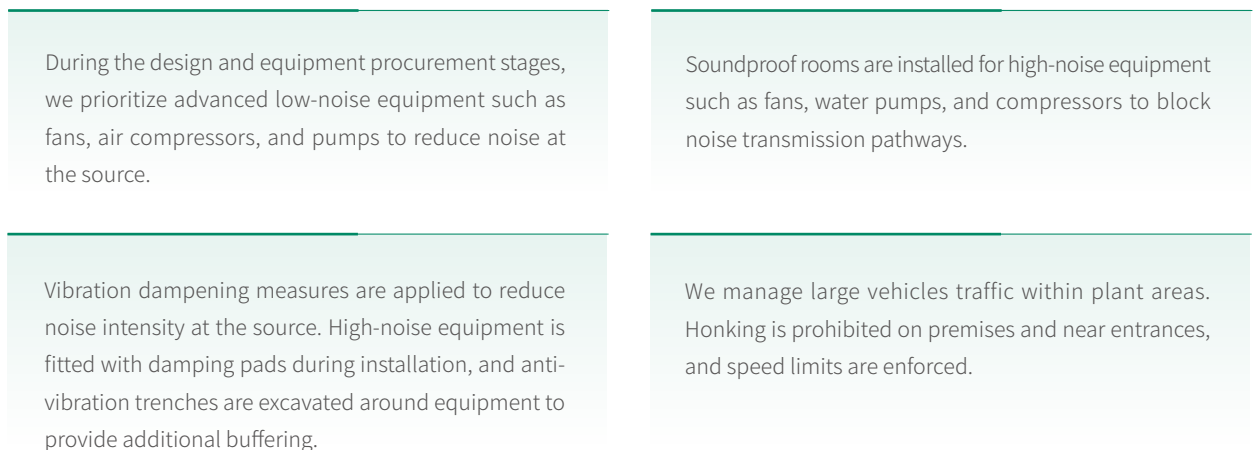 During the design and equipment procurement stages,
we prioritize advanced low-noise equipment such as
fans, air compressors, and pumps to reduce noise at
the source.
Soundproof rooms are installed for high-noise equipment
such as fans, water pumps, and compressors to block
noise transmission pathways.
Vibration dampening measures are applied to reduce
noise intensity at the source. High-noise equipment is
fitted with damping pads during installation, and anti-
vibration trenches are excavated around equipment to
provide additional buffering.
We manage large vehicles traffic within plant areas.
Honking is prohibited on premises and near entrances,
and speed limits are enforced.